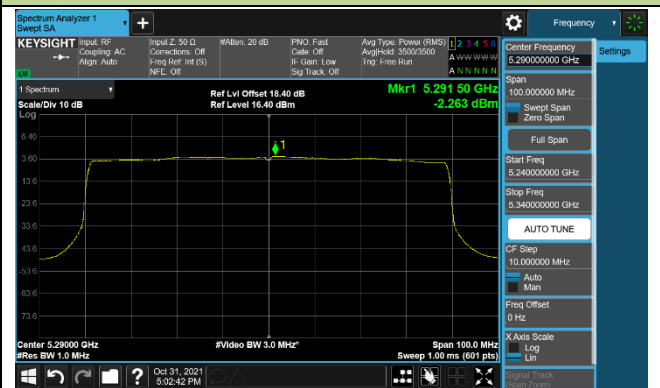 Spectrum Analyzer 1
Swept SA
Frequency
KEYSIGHT
Input: RF
Coupling: AC
Align: Auto
Input Z: 50 Ω
Corrections: Off
Freq Ref: Int (S)
NFE: Off
#Atten: 20 dB
PNO: Fast
Gate: Off
IF Gain: Low
Sig Track: Off
Avg Type: Power (RMS)
Avg|Hold: 3500/3500
Trig: Free Run
1 2 3 4 5 6
A W W W W W
A N N N N N
LXI
1 Spectrum
Scale/Div 10 dB
Log
Ref Lvl Offset 18.40 dB
Ref Level 16.40 dBm
Mkr1 5.291 50 GHz
-2.263 dBm
1
6.40
-3.60
-13.6
-23.6
-33.6
-43.6
-53.6
-63.6
-73.6
Center 5.29000 GHz
#Res BW 1.0 MHz
#Video BW 3.0 MHz*
Span 100.0 MHz
Sweep 1.00 ms (601 pts)
Center Frequency
5.290000000 GHz
Settings
Span
100.000000 MHz
Swept Span
Zero Span
Full Span
Start Freq
5.240000000 GHz
Stop Freq
5.340000000 GHz
AUTO TUNE
CF Step
10.000000 MHz
Auto
Man
Freq Offset
0 Hz
X Axis Scale
Log
Lin
Signal Track
(Span Zoom)
?
Oct 31, 2021
5:02:42 PM